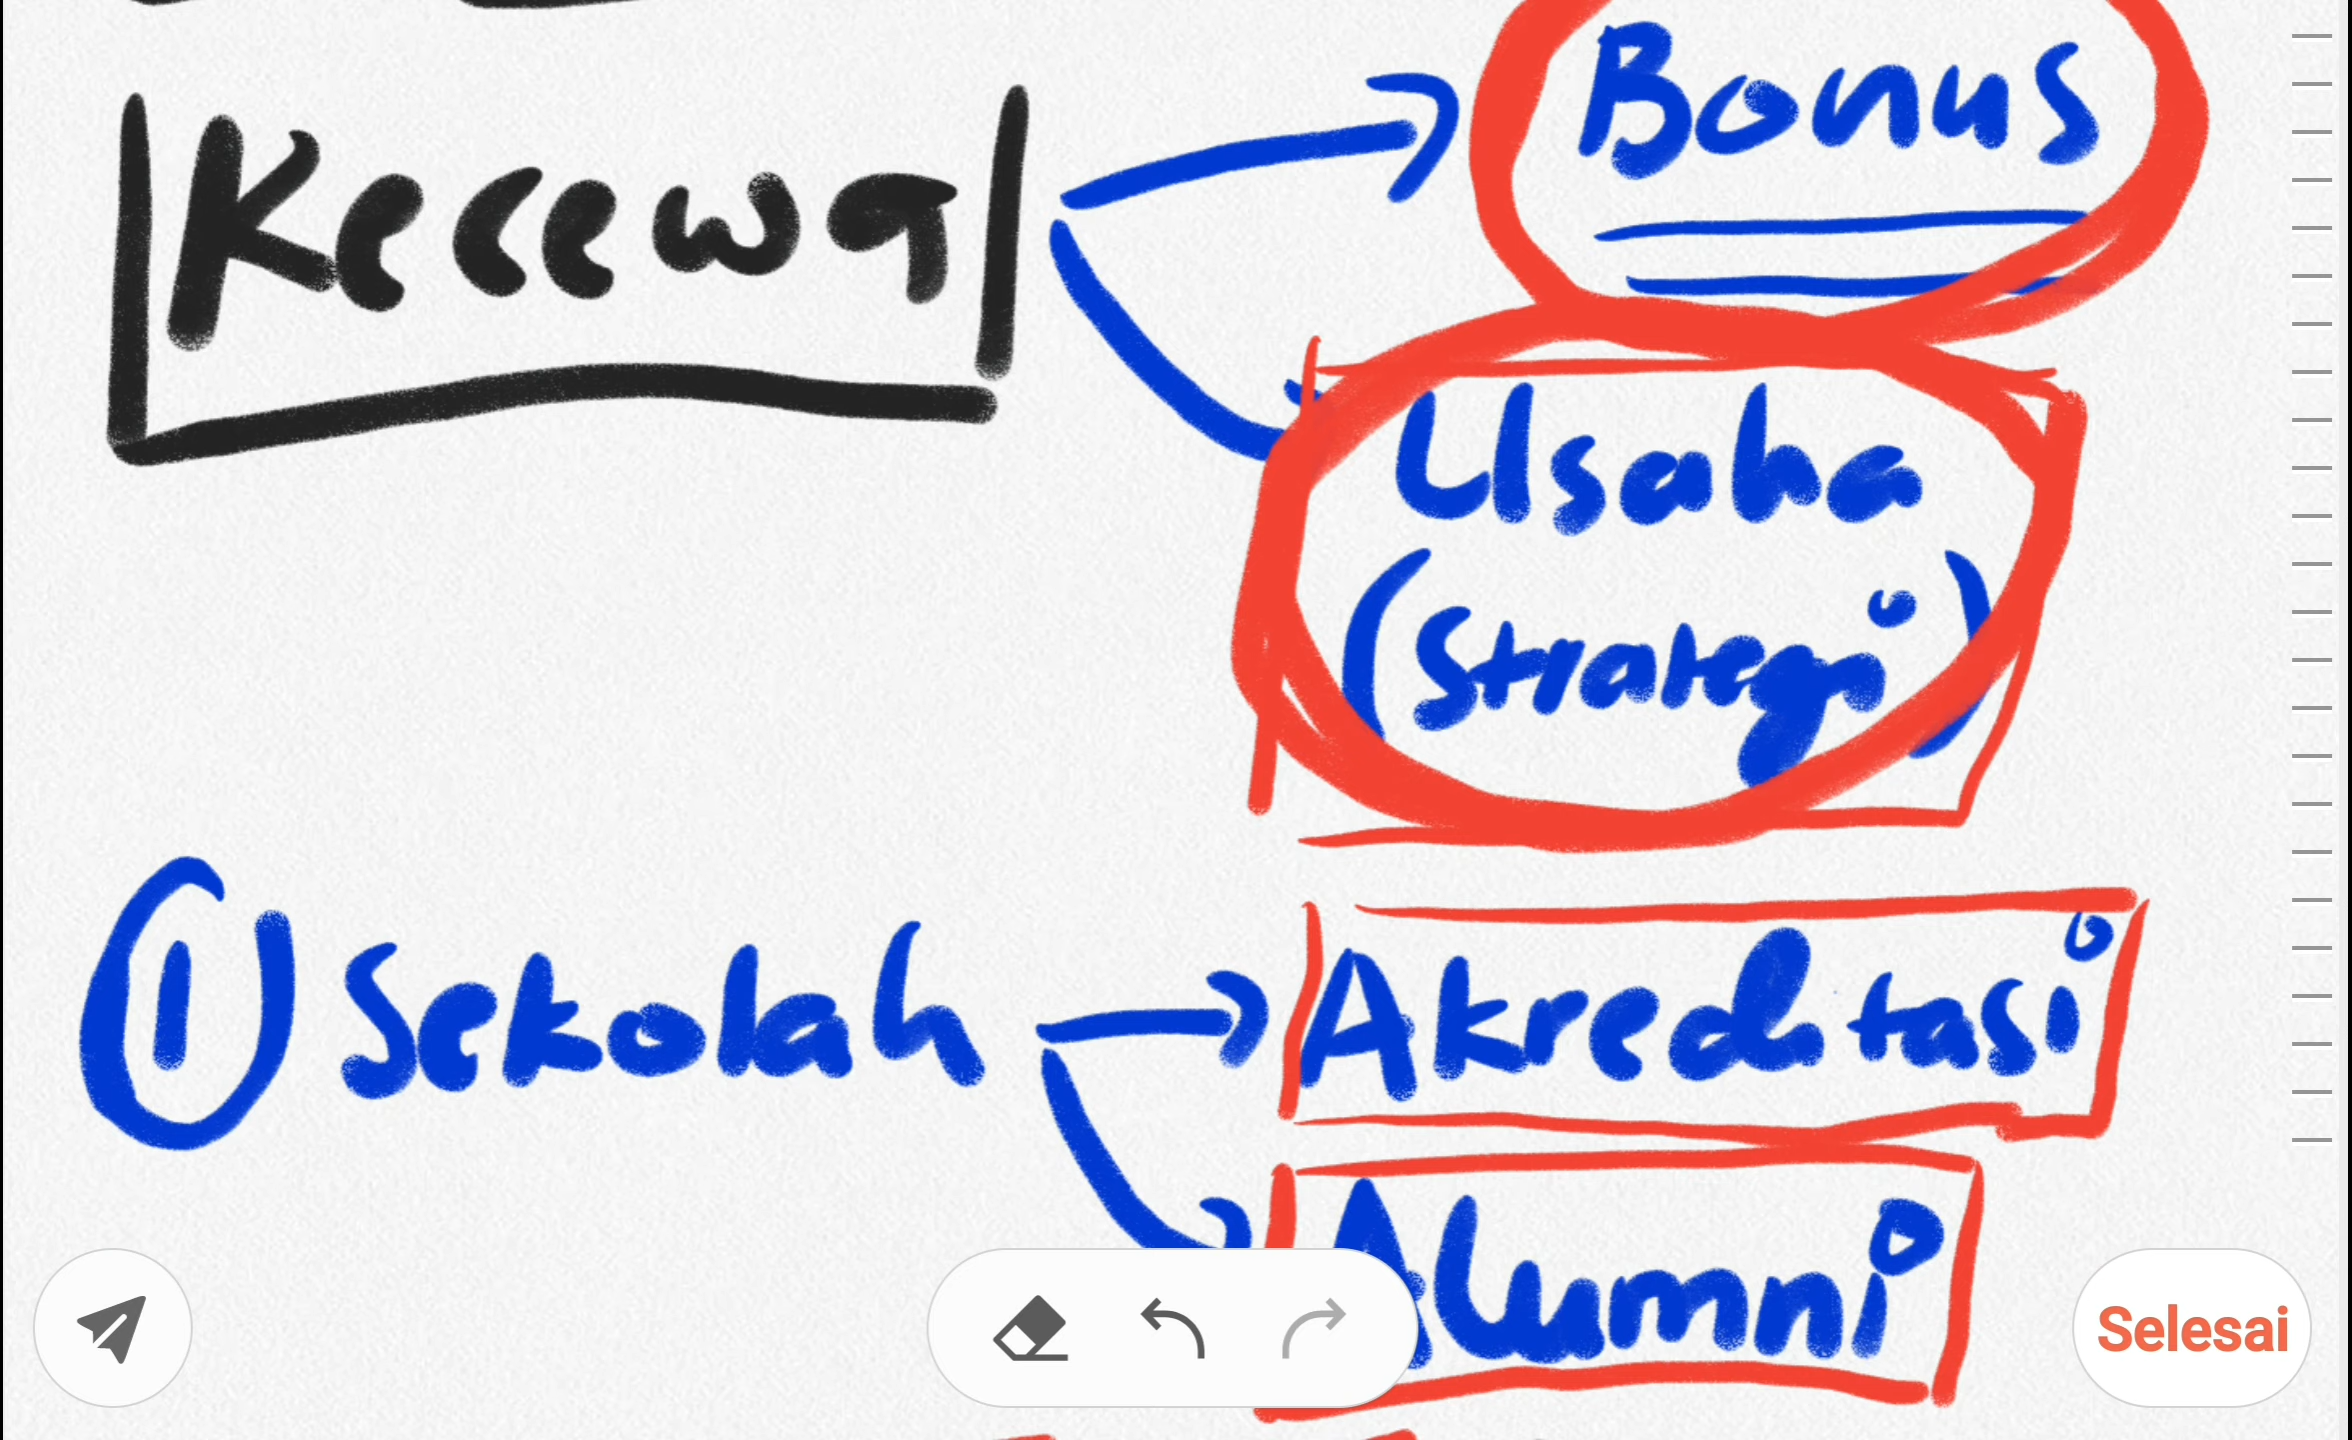 Kecewa
Bonus
Usaha
(Strategi)
1 Sekolah
Akreditasi
Alumni
Selesai